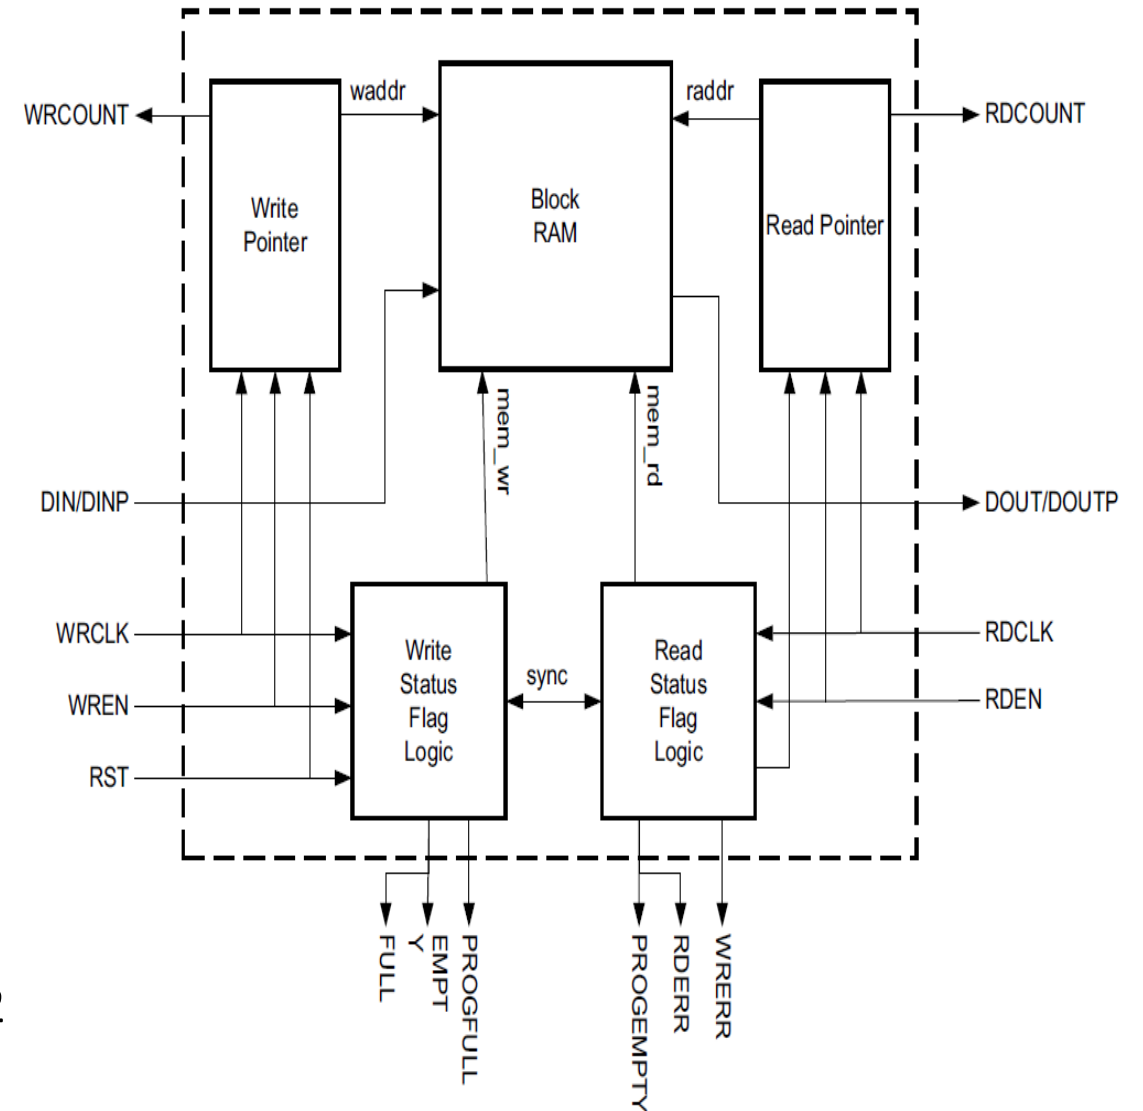 waddr
raddr
WRCOUNT
RDCOUNT
Write
Pointer
Block
RAM
Read Pointer
mem_wr
mem_rd
DIN/DINP
DOUT/DOUTP
WRCLK
RDCLK
WREN
RDEN
RST
Write
Status
Flag
Logic
sync
Read
Status
Flag
Logic
FULL
EMPT
Y
PROGFULL
PROGEMPTY
RDERR
WRERR